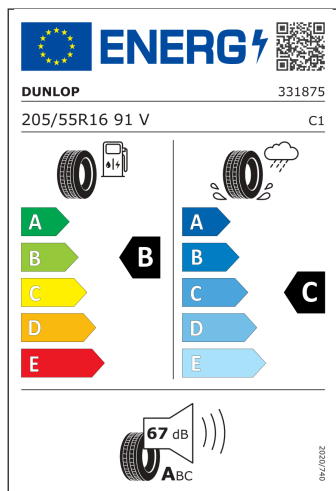 ENERG
DUNLOP 331875
205/55R16 91 V C1
A A
B B B
C C C
D D
E E
67 dB
ABC
2020/740